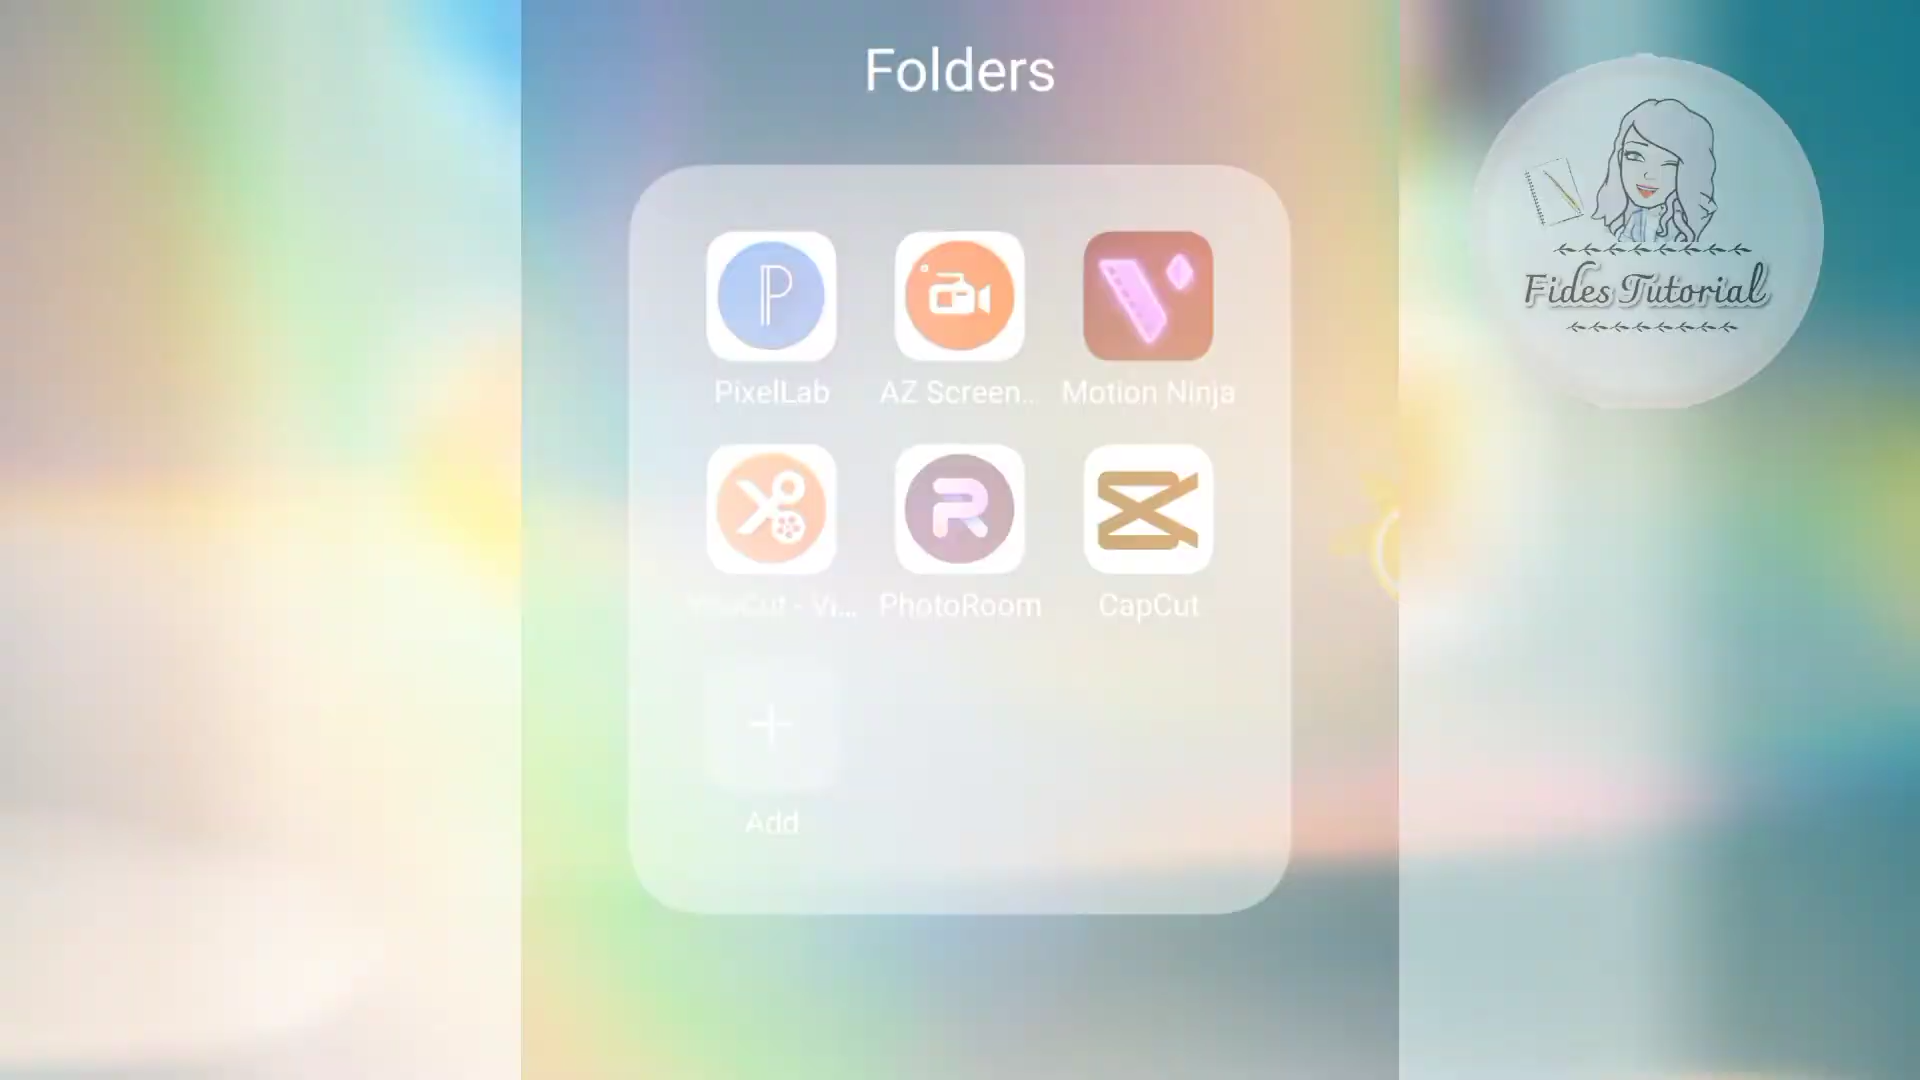 Folders
Fides Tutorial
PixelLab
AZ Screen..
Motion Ninja
PhotoRoom
CapCut
Add